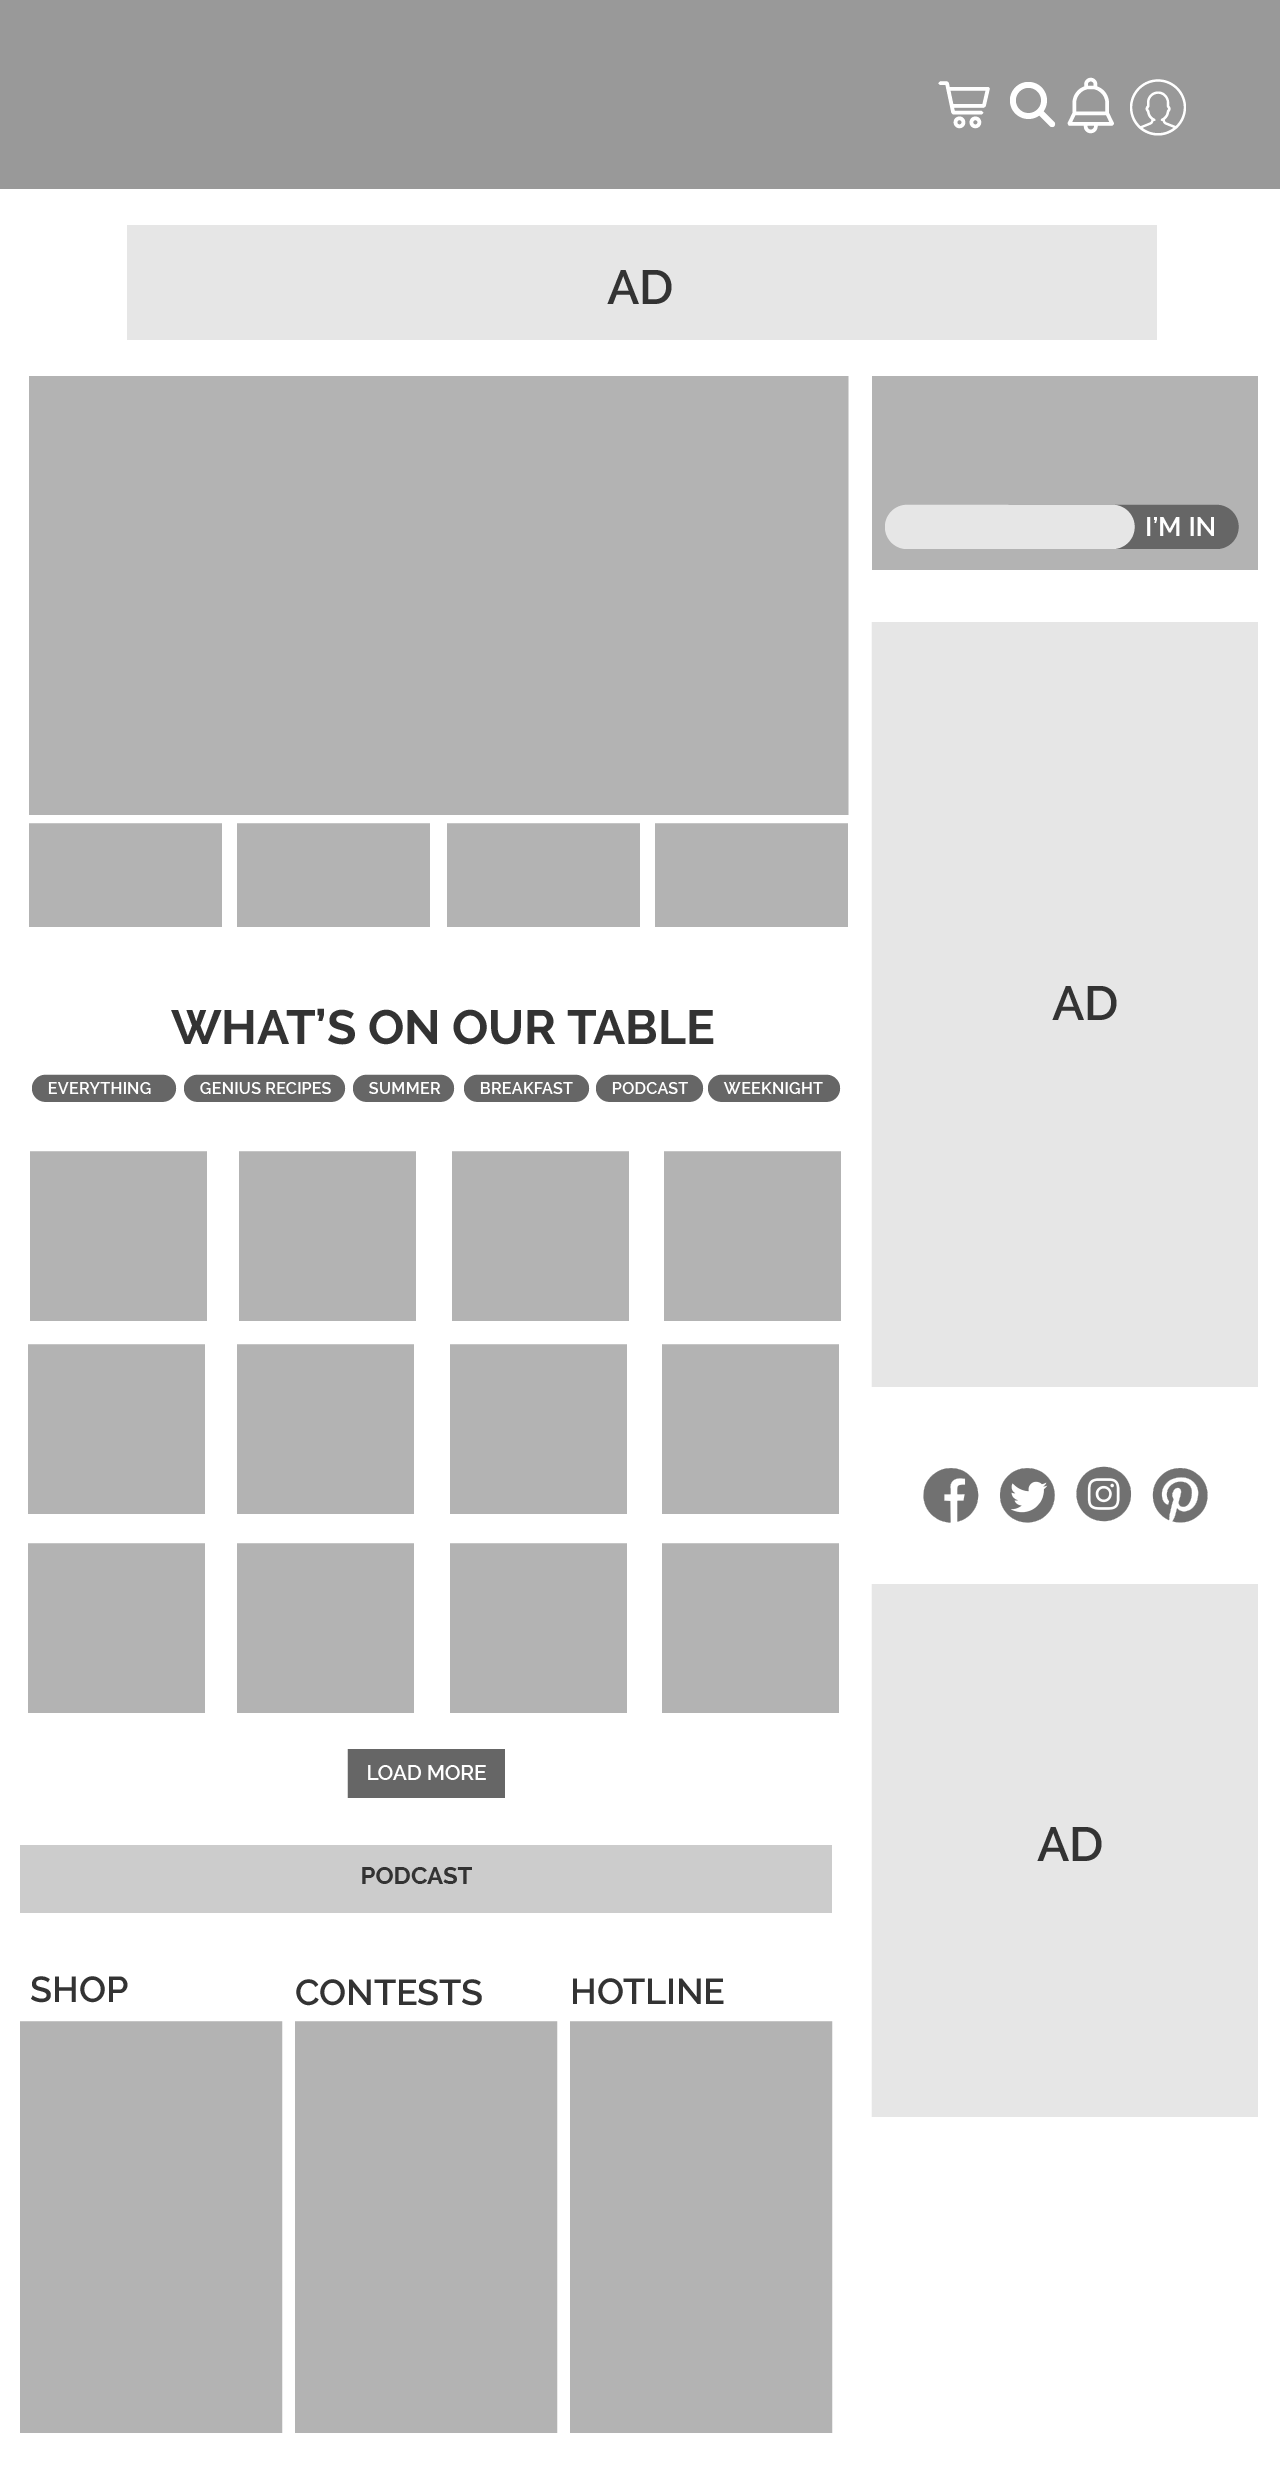 AD
I’M IN
WHAT’S ON OUR TABLE
EVERYTHING GENIUS RECIPES SUMMER BREAKFAST PODCAST WEEKNIGHT
AD
LOAD MORE
PODCAST
AD
SHOP CONTESTS HOTLINE